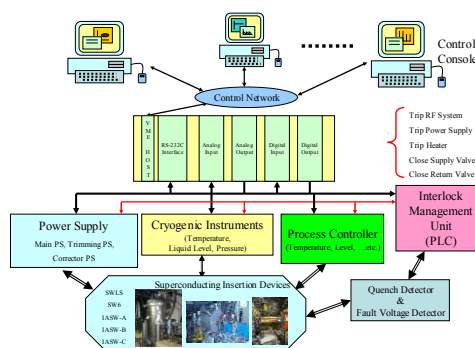 Control
Console
Control Network
VME HOST
RS-232C
Interface
Analog
Input
Analog
Output
Digital
Input
Digital
Output
Trip RF System
Trip Power Supply
Trip Heater
Close Supply Valve
Close Return Valve
Power Supply
Main PS, Trimming PS,
Corrector PS
Cryogenic Instruments
(Temperature,
Liquid Level, Pressure)
Process Controller
(Temperature, Level, …etc.)
Interlock
Management
Unit
(PLC)
Superconducting Insertion Devices
SWLS
SW6
IASW-A
IASW-B
IASW-C
Quench Detector
&
Fault Voltage Detector